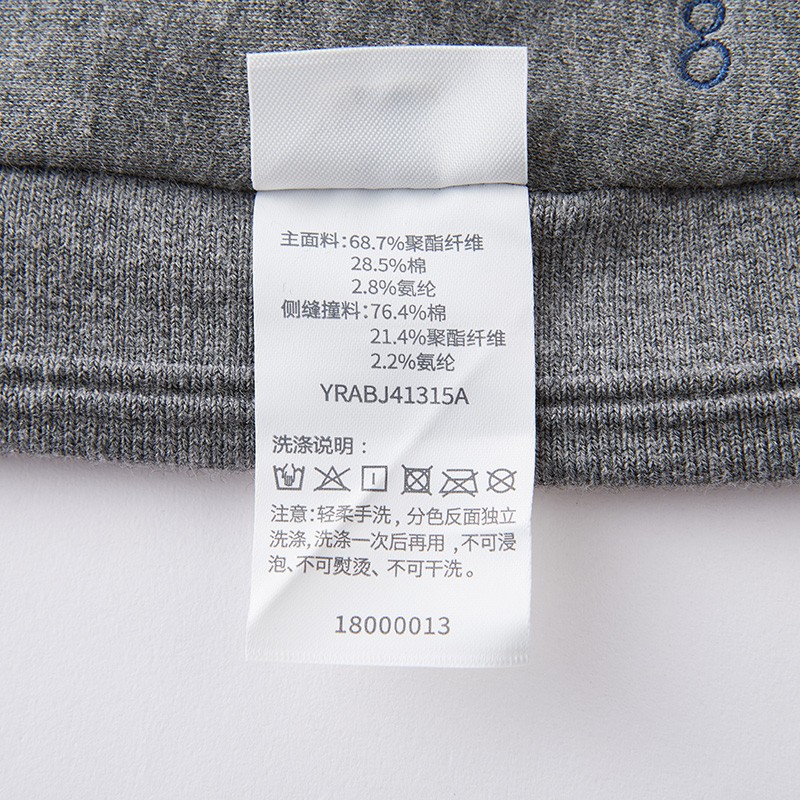 8
主面料:68.7%聚酯纤维
28.5%棉
2.8%氨纶
侧缝撞料:76.4%棉
21.4%聚酯纤维
2.2%氨纶
YRABJ41315A
洗涤说明:
注意:轻柔手洗,分色反面独立
洗涤,洗涤一次后再用,不可浸
泡、不可熨烫、不可干洗。
18000013